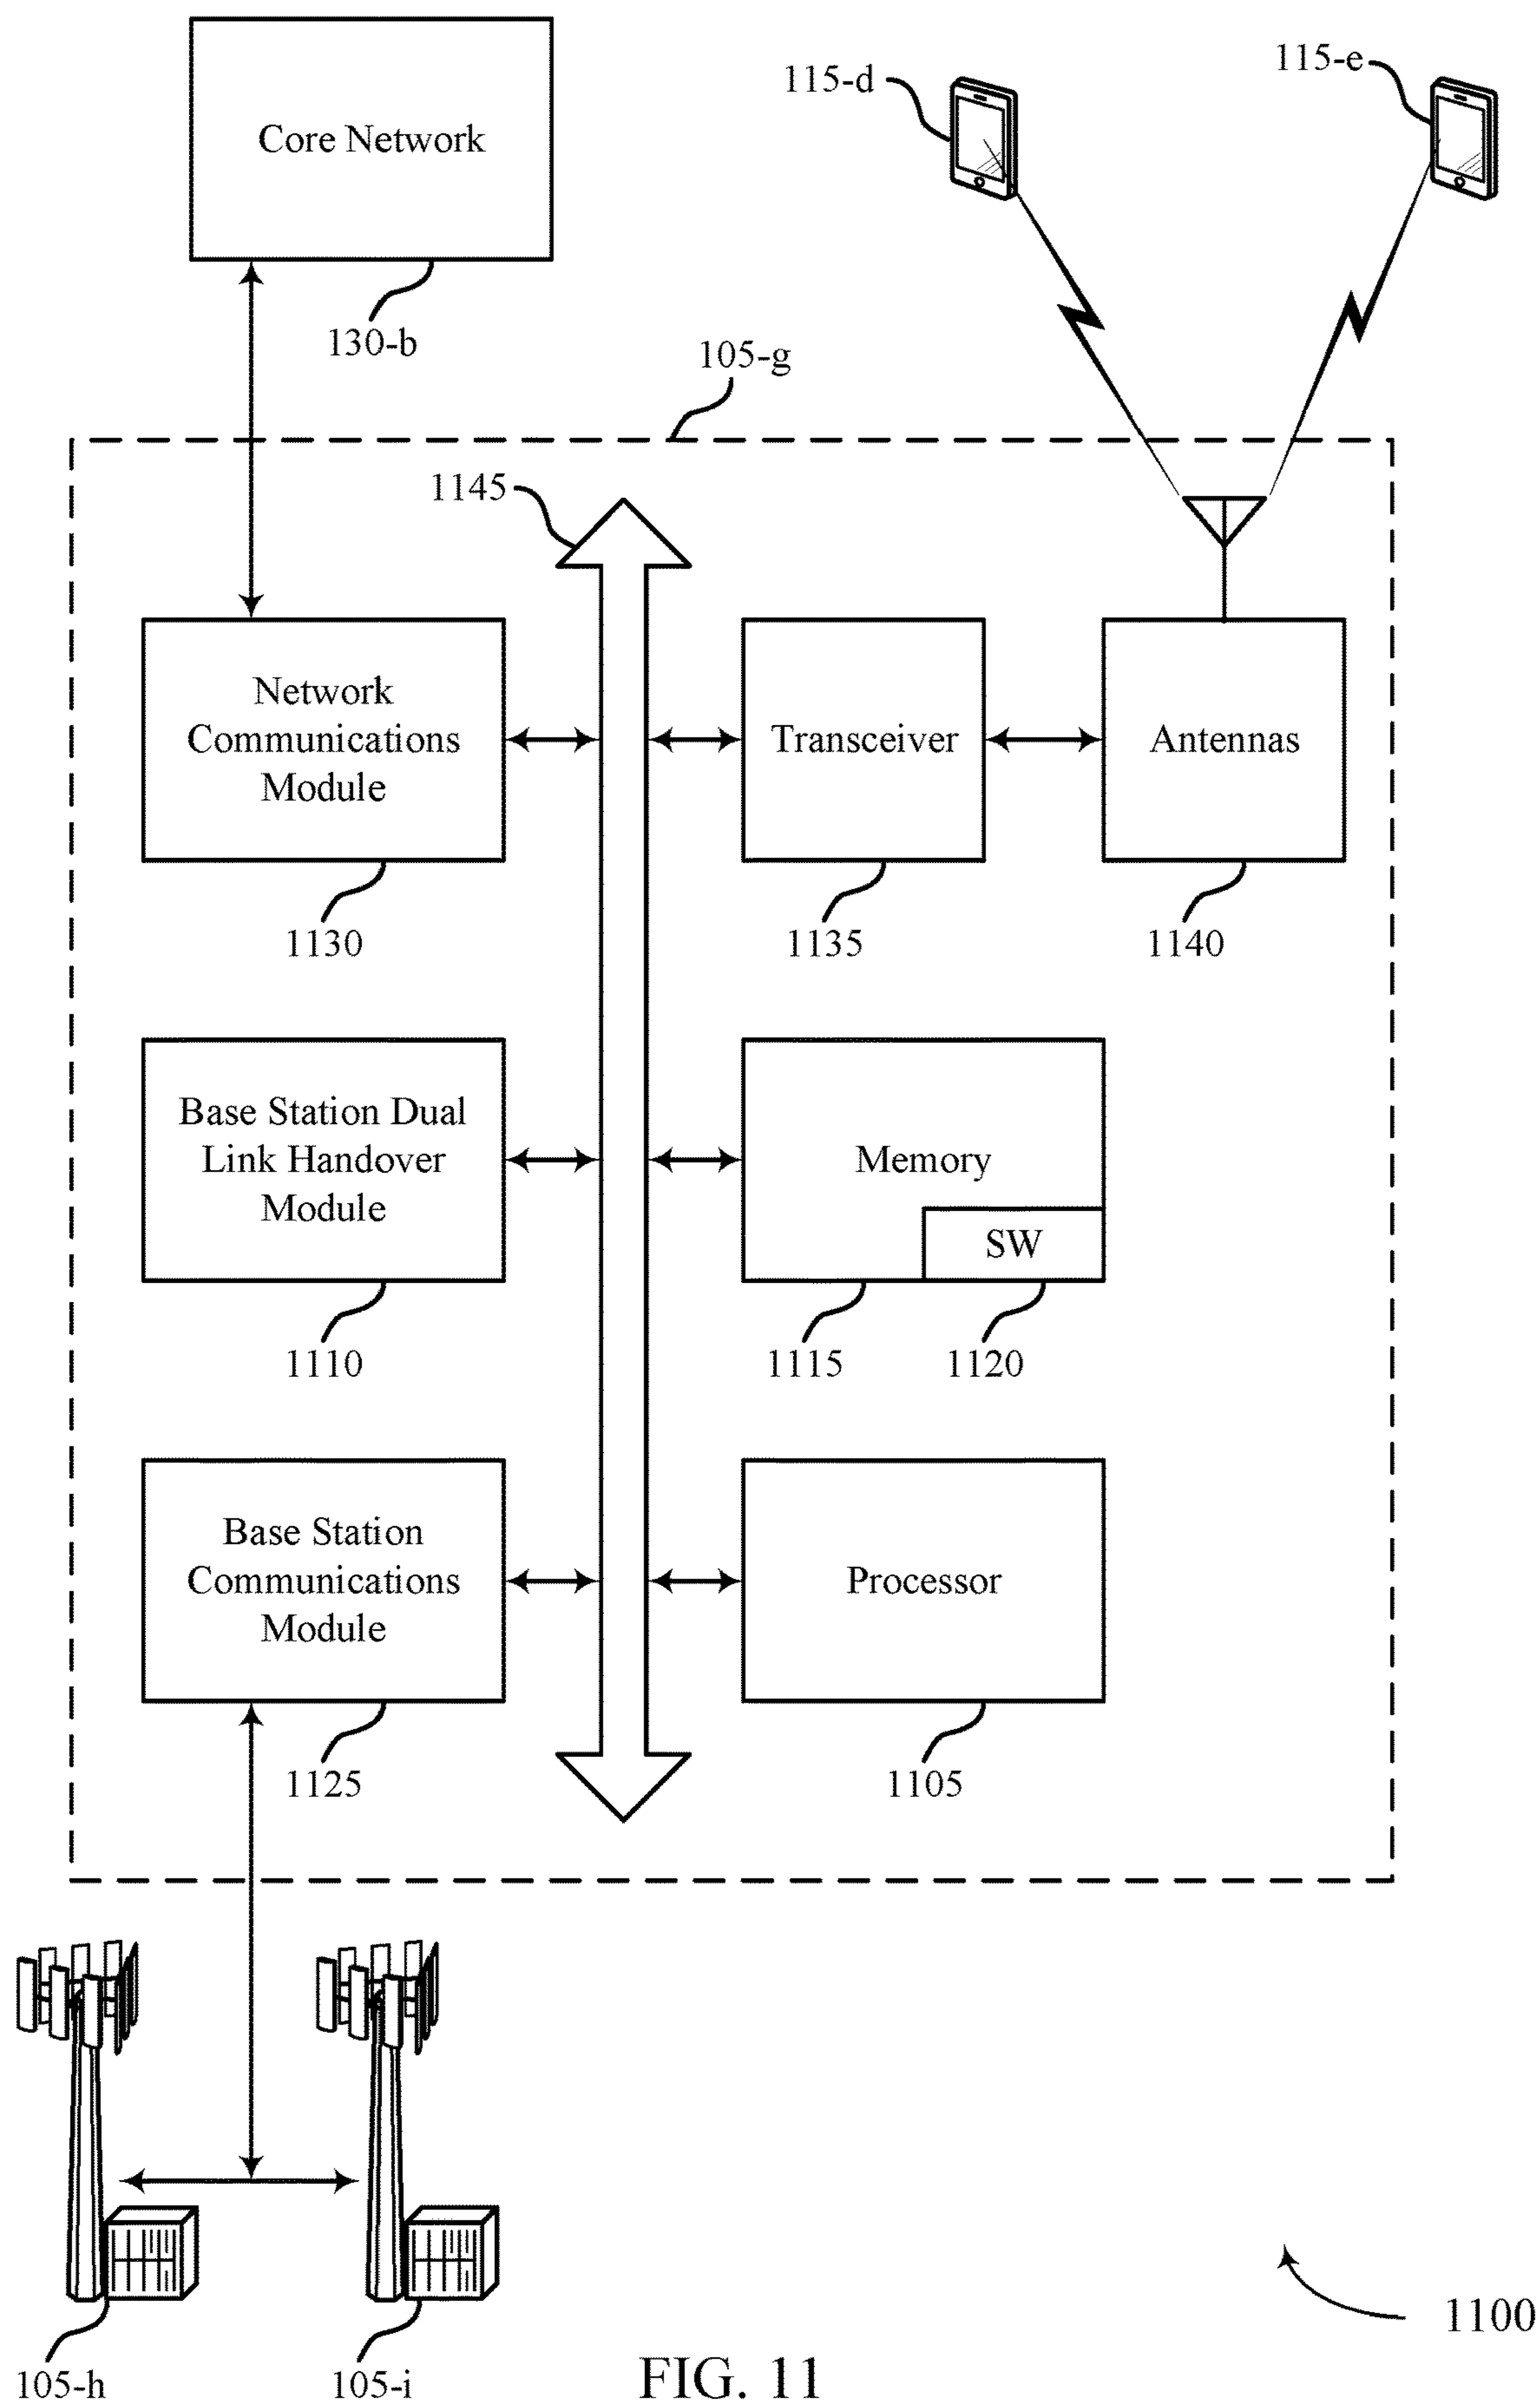 Core Network
130-b
115-d
115-e
105-g
1145
Network
Communications
Module
1130
Transceiver
1135
Antennas
1140
Base Station Dual
Link Handover
Module
1110
Memory
SW
1115
1120
Base Station
Communications
Module
1125
Processor
1105
105-h
105-i
1100
FIG. 11